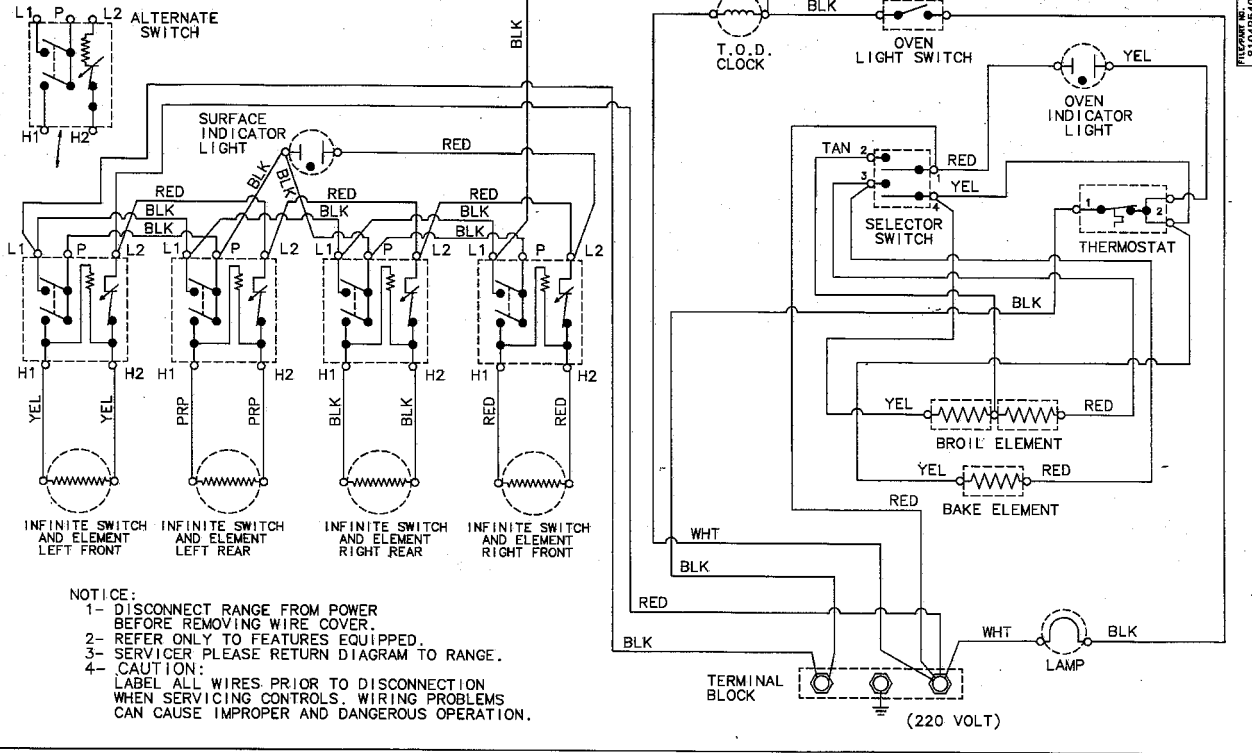 L1 P L2 ALTERNATE
SWITCH
H1 H2
BLK
T.O.D.
CLOCK
BLK
OVEN
LIGHT SWITCH
FILE/PART NO.
YEL
OVEN
INDICATOR
LIGHT
SURFACE
INDICATOR
LIGHT
RED
BLK
BLK
TAN 2
3
RED
1
YEL
4
SELECTOR
SWITCH
1 2
THERMOSTAT
RED
BLK
BLK
RED
BLK
BLK
RED
BLK
BLK
L1 P L2 L1 P L2 L1 P L2 L1 P L2
BLK
H1 H2 H1 H2 H1 H2 H1 H2
YEL YEL PRP PRP BLK BLK RED RED
YEL RED
BROIL ELEMENT
YEL RED
BAKE ELEMENT
RED
INFINITE SWITCH
AND ELEMENT
LEFT FRONT
INFINITE SWITCH
AND ELEMENT
LEFT REAR
INFINITE SWITCH
AND ELEMENT
RIGHT REAR
INFINITE SWITCH
AND ELEMENT
RIGHT FRONT
WHT
BLK
RED
BLK
WHT
BLK
LAMP
TERMINAL
BLOCK
(220 VOLT)
NOTICE:
1- DISCONNECT RANGE FROM POWER
BEFORE REMOVING WIRE COVER.
2- REFER ONLY TO FEATURES EQUIPPED.
3- SERVICER PLEASE RETURN DIAGRAM TO RANGE.
4- CAUTION:
LABEL ALL WIRES PRIOR TO DISCONNECTION
WHEN SERVICING CONTROLS. WIRING PROBLEMS
CAN CAUSE IMPROPER AND DANGEROUS OPERATION.